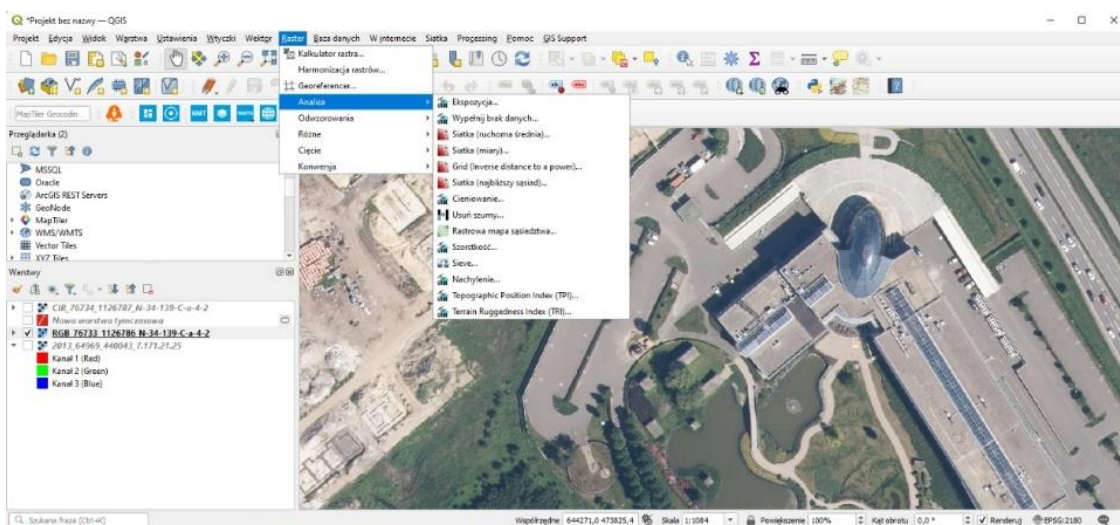 *Projekt bez nazwy — QGIS
Projekt Edycja Widok Warstwa Ustawienia Wtyczki Wektor Raster Baza danych W internecie Siatka Processing Pomoc GIS Support
Kalkulator rastra...
Harmonizacja rastrów...
Georeferencer...
Analiza
Odwzorowania
Różne
Cięcie
Konwersja
Ekspozycja...
Wypełnij brak danych...
Siatka (ruchoma średnia)...
Siatka (miary)...
Grid (Inverse distance to a power)...
Siatka (najbliższy sąsiad)...
Cieniowanie...
Usuń szumy...
Rastrowa mapa sąsiedztwa...
Szorstkość...
Sieve...
Nachylenie...
Topographic Position Index (TPI)...
Terrain Ruggedness Index (TRI)...
MapTiler Geocodin...
Przeglądarka (2)
MSSQL
Oracle
ArcGIS REST Servers
GeoNode
MapTiler
WMS/WMTS
Vector Tiles
XYZ Tiles
Warstwy
CIR_76734_1126787_N-34-139-C-a-4-2
Nowa warstwa tymczasowa
RGB_76733_1126786_N-34-139-C-a-4-2
2013_64969_440043_7.171.21.25
Kanał 1 (Red)
Kanał 2 (Green)
Kanał 3 (Blue)
Szukana fraza (Ctrl+K)
Współrzędne 644271,0 473825,4 Skala 1:1084 Powiększenie 100% Kąt obrotu 0,0 ° Renderuj EPSG:2180